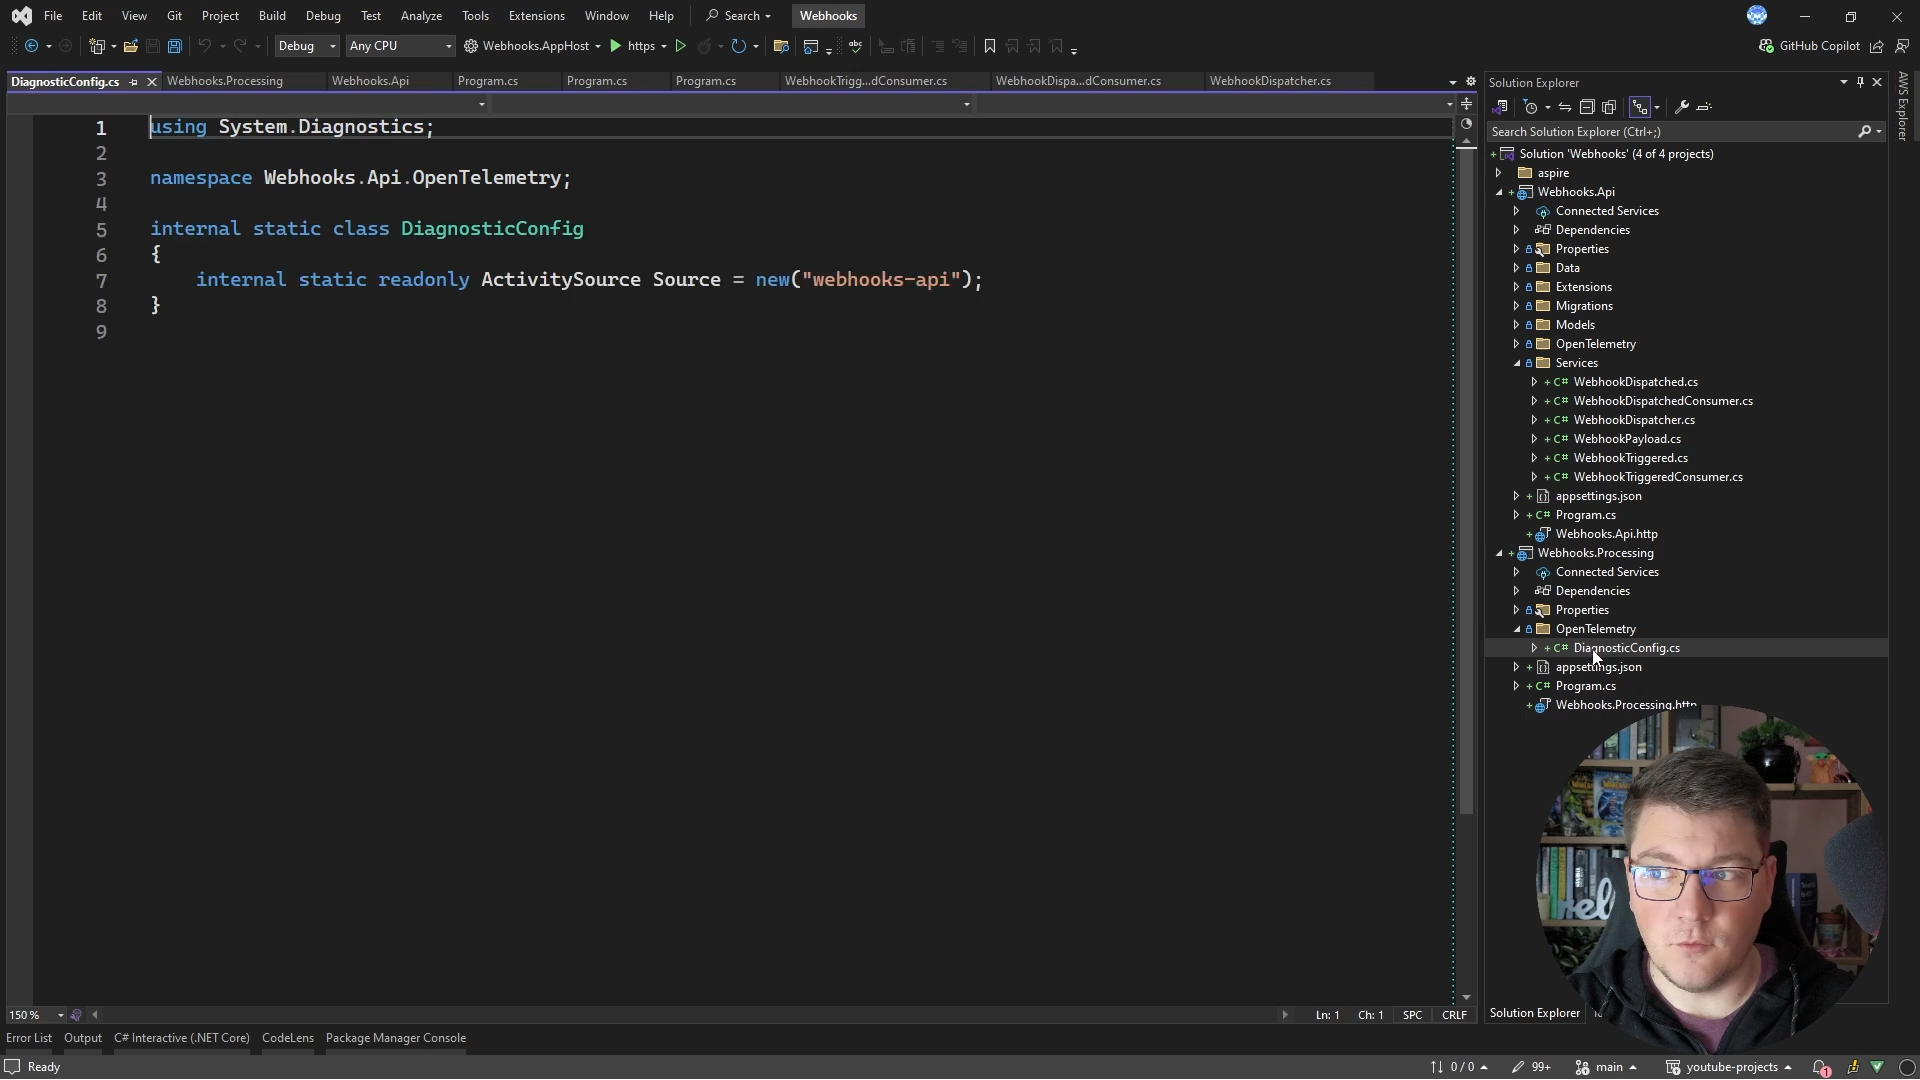 File Edit View Git Project Build Debug Test Analyze Tools Extensions Window Help Search Webhooks
Debug Any CPU Webhooks.AppHost https GitHub Copilot
DiagnosticConfig.cs Webhooks.Processing Webhooks.Api Program.cs Program.cs Program.cs WebhookTrigg...dConsumer.cs WebhookDispa...dConsumer.cs WebhookDispatcher.cs
1 using System.Diagnostics;
2
3 namespace Webhooks.Api.OpenTelemetry;
4
5 internal static class DiagnosticConfig
6 {
7 internal static readonly ActivitySource Source = new("webhooks-api");
8 }
9
150 % Ln: 1 Ch: 1 SPC CRLF
Error List Output C# Interactive (.NET Core) CodeLens Package Manager Console
Solution Explorer
Search Solution Explorer (Ctrl+;)
Solution 'Webhooks' (4 of 4 projects)
aspire
Webhooks.Api
Connected Services
Dependencies
Properties
Data
Extensions
Migrations
Models
OpenTelemetry
Services
C# WebhookDispatched.cs
C# WebhookDispatchedConsumer.cs
C# WebhookDispatcher.cs
C# WebhookPayload.cs
C# WebhookTriggered.cs
C# WebhookTriggeredConsumer.cs
appsettings.json
C# Program.cs
Webhooks.Api.http
Webhooks.Processing
Connected Services
Dependencies
Properties
OpenTelemetry
C# DiagnosticConfig.cs
appsettings.json
C# Program.cs
Webhooks.Processing.http
Solution Explorer
AWS Explorer
Ready 0 / 0 99+ main youtube-projects 1